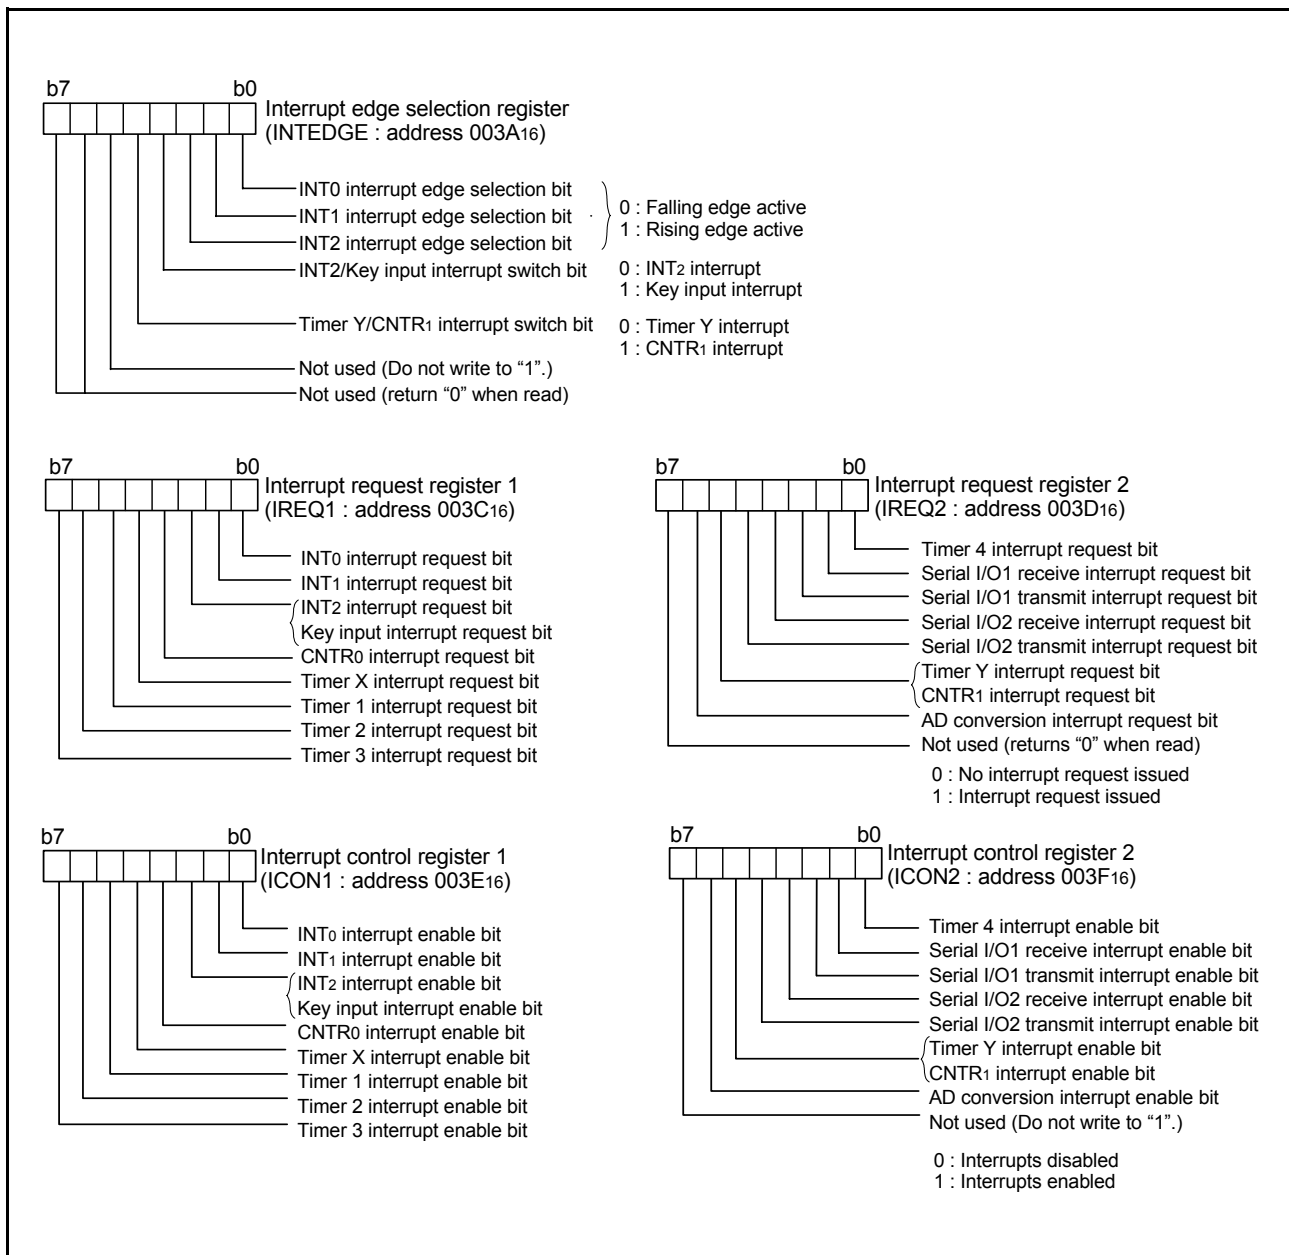 b7 b0
Interrupt edge selection register
(INTEDGE : address 003A16)
INT0 interrupt edge selection bit
INT1 interrupt edge selection bit
INT2 interrupt edge selection bit
0 : Falling edge active
1 : Rising edge active
INT2/Key input interrupt switch bit
0 : INT2 interrupt
1 : Key input interrupt
Timer Y/CNTR1 interrupt switch bit
0 : Timer Y interrupt
1 : CNTR1 interrupt
Not used (Do not write to “1”.)
Not used (return “0” when read)
b7 b0
Interrupt request register 1
(IREQ1 : address 003C16)
INT0 interrupt request bit
INT1 interrupt request bit
INT2 interrupt request bit
Key input interrupt request bit
CNTR0 interrupt request bit
Timer X interrupt request bit
Timer 1 interrupt request bit
Timer 2 interrupt request bit
Timer 3 interrupt request bit
b7 b0
Interrupt request register 2
(IREQ2 : address 003D16)
Timer 4 interrupt request bit
Serial I/O1 receive interrupt request bit
Serial I/O1 transmit interrupt request bit
Serial I/O2 receive interrupt request bit
Serial I/O2 transmit interrupt request bit
Timer Y interrupt request bit
CNTR1 interrupt request bit
AD conversion interrupt request bit
Not used (returns “0” when read)
0 : No interrupt request issued
1 : Interrupt request issued
b7 b0
Interrupt control register 1
(ICON1 : address 003E16)
INT0 interrupt enable bit
INT1 interrupt enable bit
INT2 interrupt enable bit
Key input interrupt enable bit
CNTR0 interrupt enable bit
Timer X interrupt enable bit
Timer 1 interrupt enable bit
Timer 2 interrupt enable bit
Timer 3 interrupt enable bit
b7 b0
Interrupt control register 2
(ICON2 : address 003F16)
Timer 4 interrupt enable bit
Serial I/O1 receive interrupt enable bit
Serial I/O1 transmit interrupt enable bit
Serial I/O2 receive interrupt enable bit
Serial I/O2 transmit interrupt enable bit
Timer Y interrupt enable bit
CNTR1 interrupt enable bit
AD conversion interrupt enable bit
Not used (Do not write to “1”.)
0 : Interrupts disabled
1 : Interrupts enabled